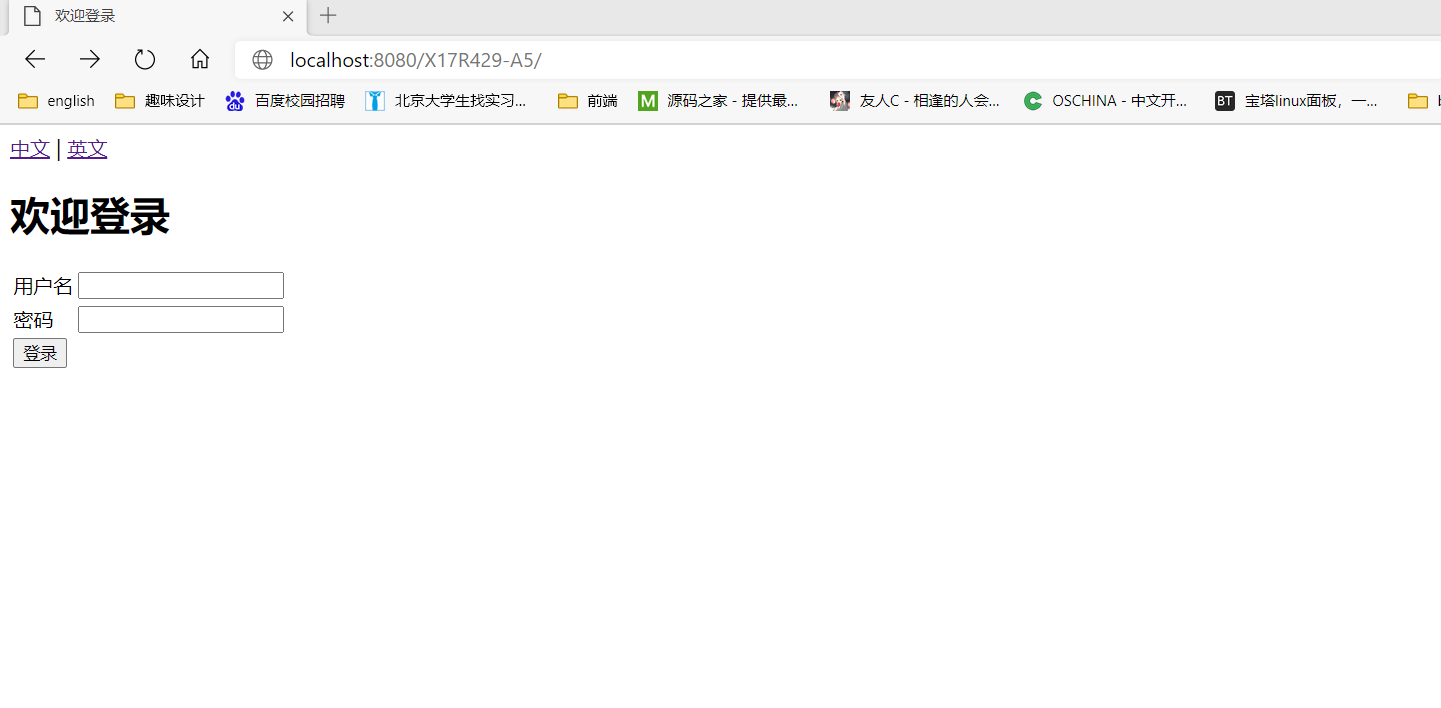 欢迎登录
localhost:8080/X17R429-A5/
english 趣味设计 百度校园招聘 北京大学生找实习... 前端 M 源码之家 - 提供最... 友人C - 相逢的人会... OSCHINA - 中文开... BT 宝塔linux面板，一...
中文 | 英文
欢迎登录
用户名
密码
登录